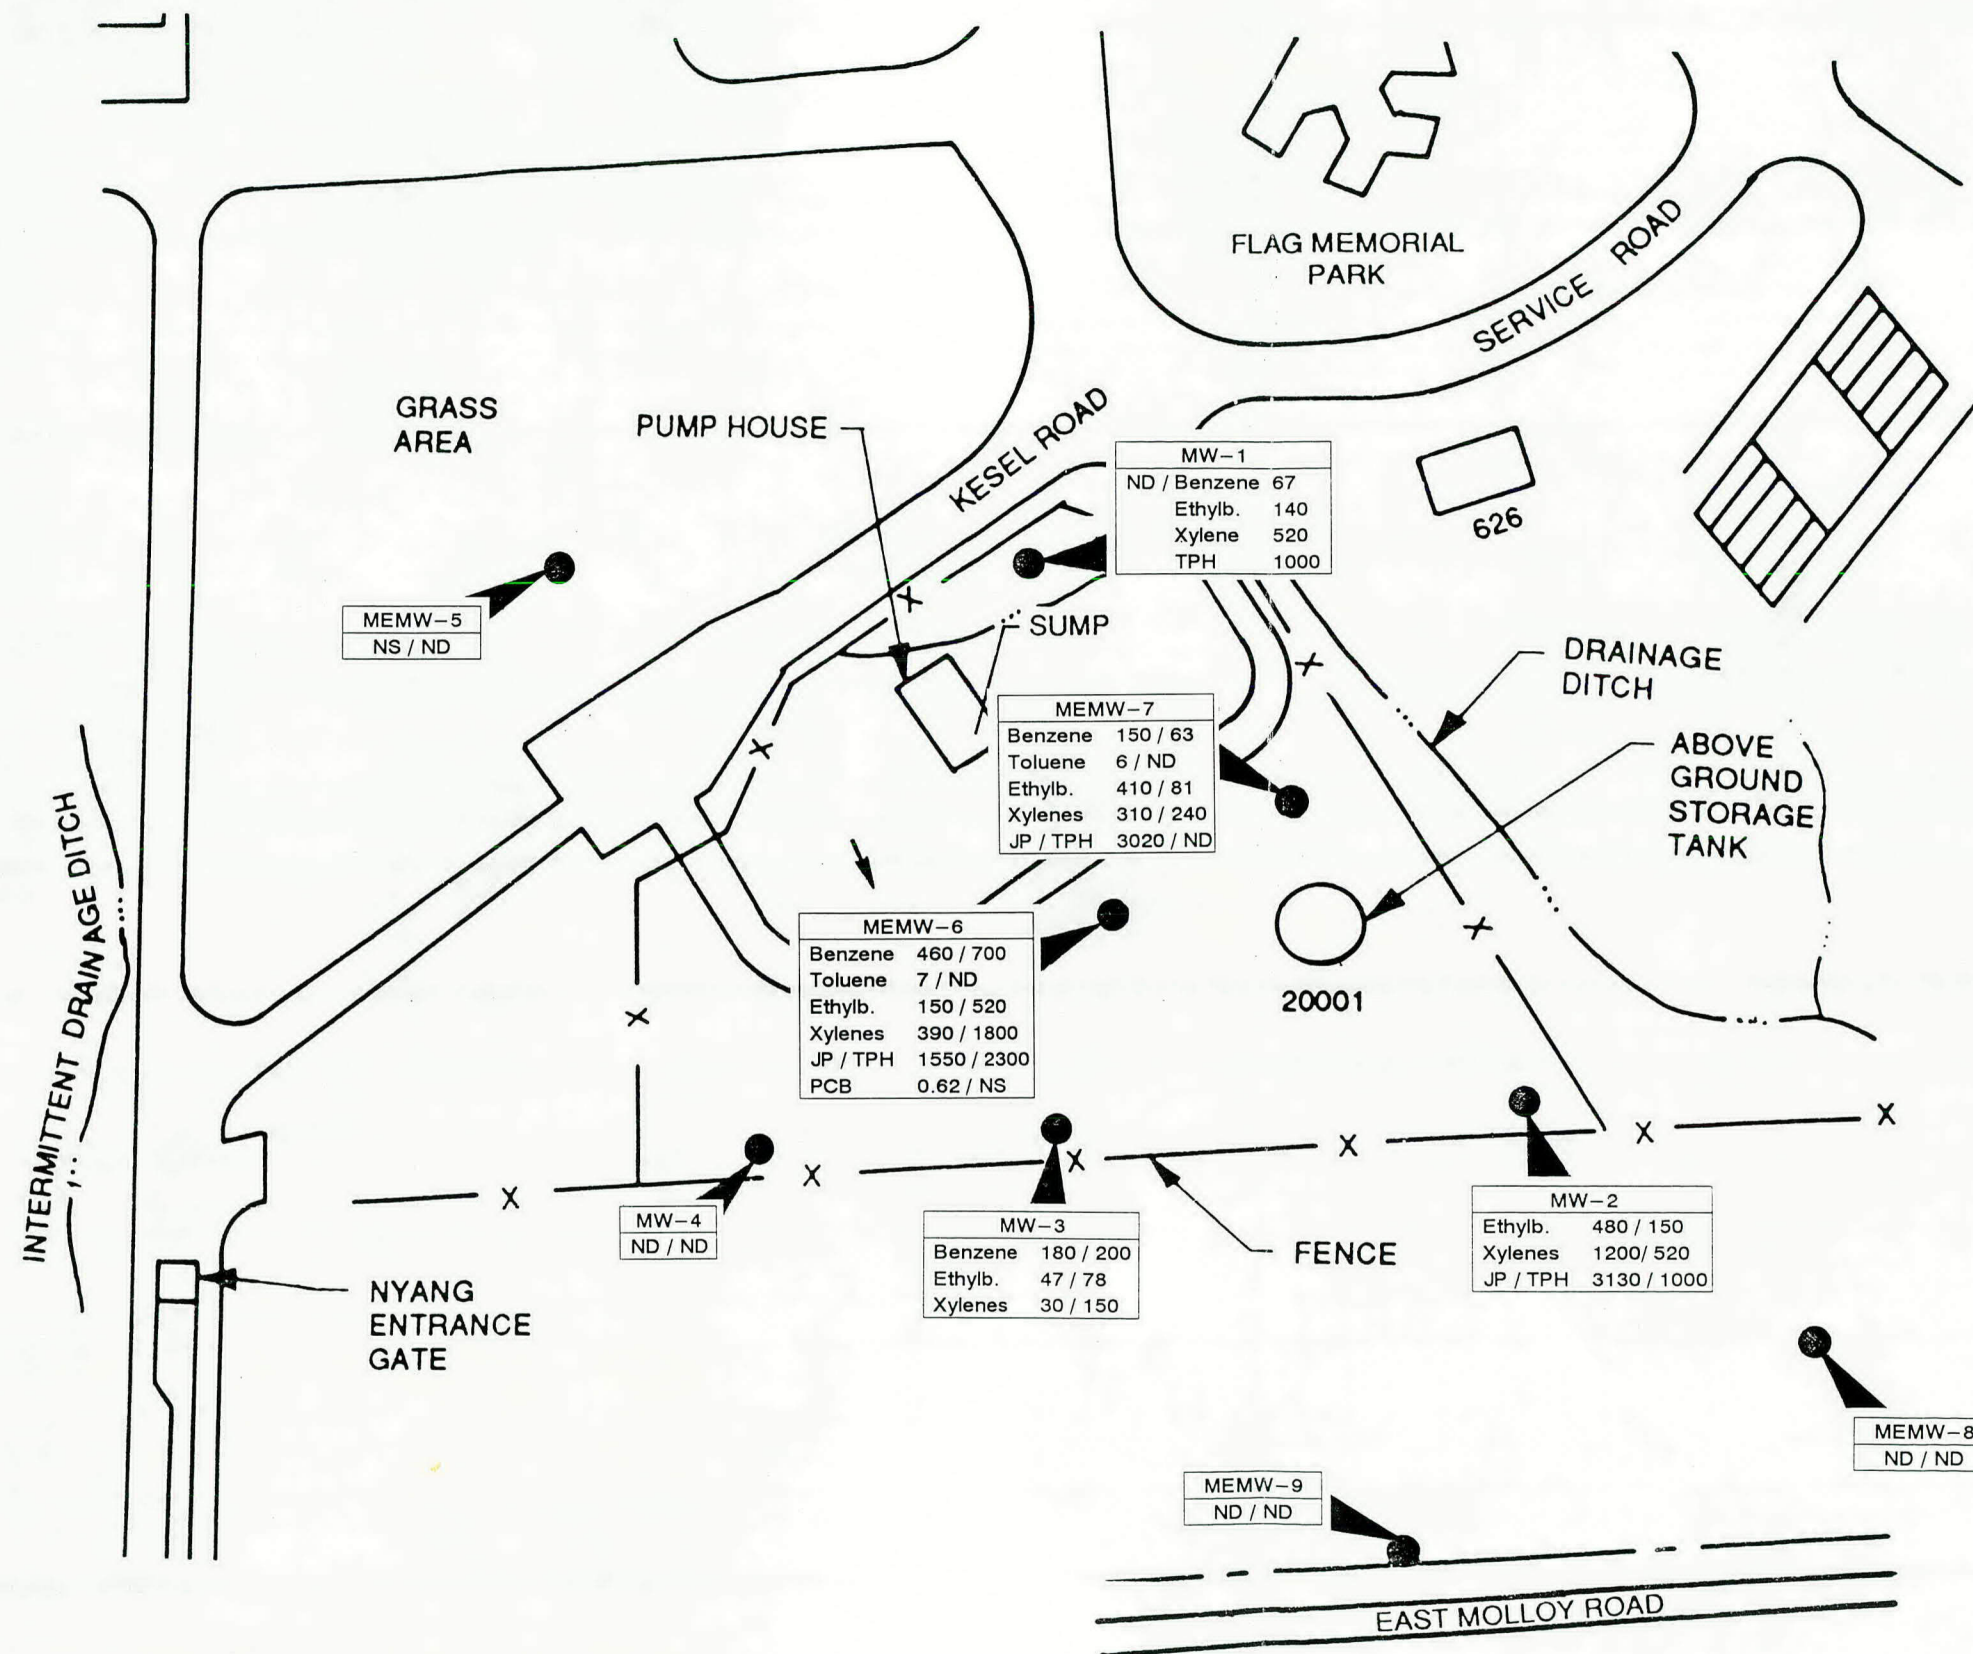 FLAG MEMORIAL
PARK
SERVICE ROAD
GRASS
AREA
PUMP HOUSE
KESEL ROAD
MW-1
ND / Benzene 67
Ethylb. 140
Xylene 520
TPH 1000
626
MEMW-5
NS / ND
SUMP
DRAINAGE
DITCH
MEMW-7
Benzene 150 / 63
Toluene 6 / ND
Ethylb. 410 / 81
Xylenes 310 / 240
JP / TPH 3020 / ND
ABOVE
GROUND
STORAGE
TANK
INTERMITTENT DRAINAGE DITCH
MEMW-6
Benzene 460 / 700
Toluene 7 / ND
Ethylb. 150 / 520
Xylenes 390 / 1800
JP / TPH 1550 / 2300
PCB 0.62 / NS
20001
MW-4
ND / ND
MW-3
Benzene 180 / 200
Ethylb. 47 / 78
Xylenes 30 / 150
FENCE
MW-2
Ethylb. 480 / 150
Xylenes 1200/ 520
JP / TPH 3130 / 1000
NYANG
ENTRANCE
GATE
MEMW-8
ND / ND
MEMW-9
ND / ND
EAST MOLLOY ROAD